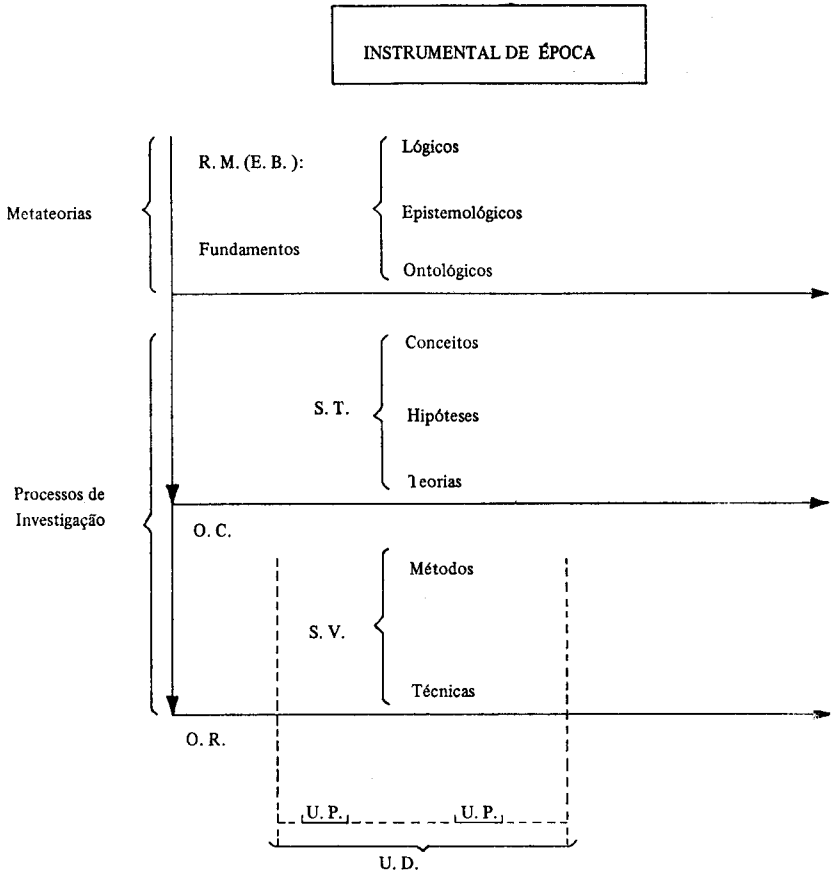 INSTRUMENTAL DE ÉPOCA
Metateorias
R. M. (E. B. ):
Fundamentos
Lógicos
Epistemológicos
Ontológicos
Processos de
Investigação
S. T.
Conceitos
Hipóteses
Teorias
O. C.
S. V.
Métodos
Técnicas
O. R.
U. P.
U. P.
U. D.